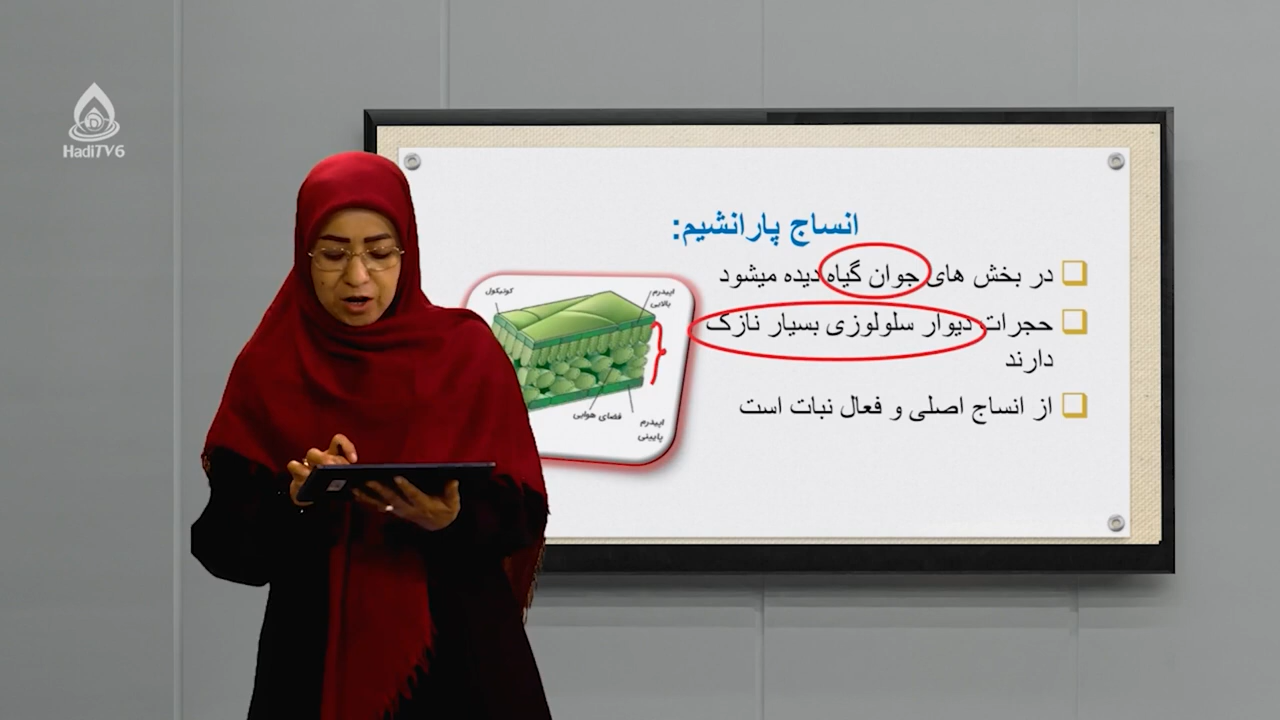 HadiTV6
انساج پارانشیم:
در بخش های جوان گیاه دیده میشود
حجرات دیوار سلولوزی بسیار نازک
دارند
از انساج اصلی و فعال نبات است
کوتیکول
اپیدرم
بالایی
فضای هوایی
اپیدرم
پایینی